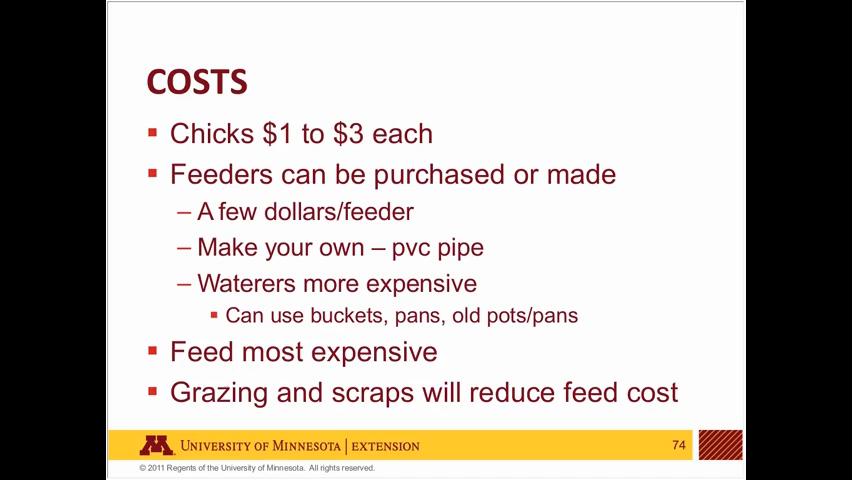 COSTS
▪ Chicks $1 to $3 each
▪ Feeders can be purchased or made
– A few dollars/feeder
– Make your own – pvc pipe
– Waterers more expensive
▪ Can use buckets, pans, old pots/pans
▪ Feed most expensive
▪ Grazing and scraps will reduce feed cost
M UNIVERSITY OF MINNESOTA | EXTENSION 74
© 2011 Regents of the University of Minnesota. All rights reserved.